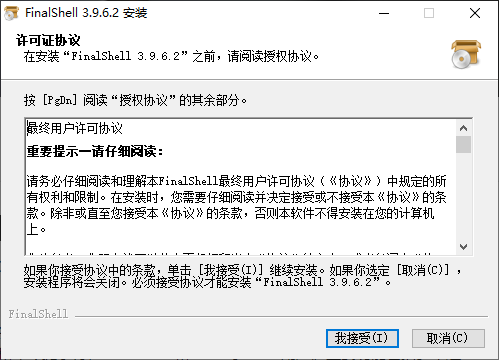 FinalShell 3.9.6.2 安装
许可证协议
在安装“FinalShell 3.9.6.2”之前，请阅读授权协议。
按 [PgDn] 阅读“授权协议”的其余部分。
最终用户许可协议
重要提示—请仔细阅读：
请务必仔细阅读和理解本FinalShell最终用户许可协议（《协议》）中规定的所
有权利和限制。在安装时，您需要仔细阅读并决定接受或不接受本《协议》的条
款。除非或直至您接受本《协议》的条款，否则本软件不得安装在您的计算机
上。
如果你接受协议中的条款，单击 [我接受(I)] 继续安装。如果你选定 [取消(C)] ，
安装程序将会关闭。必须接受协议才能安装“FinalShell 3.9.6.2”。
FinalShell
我接受(I)
取消(C)